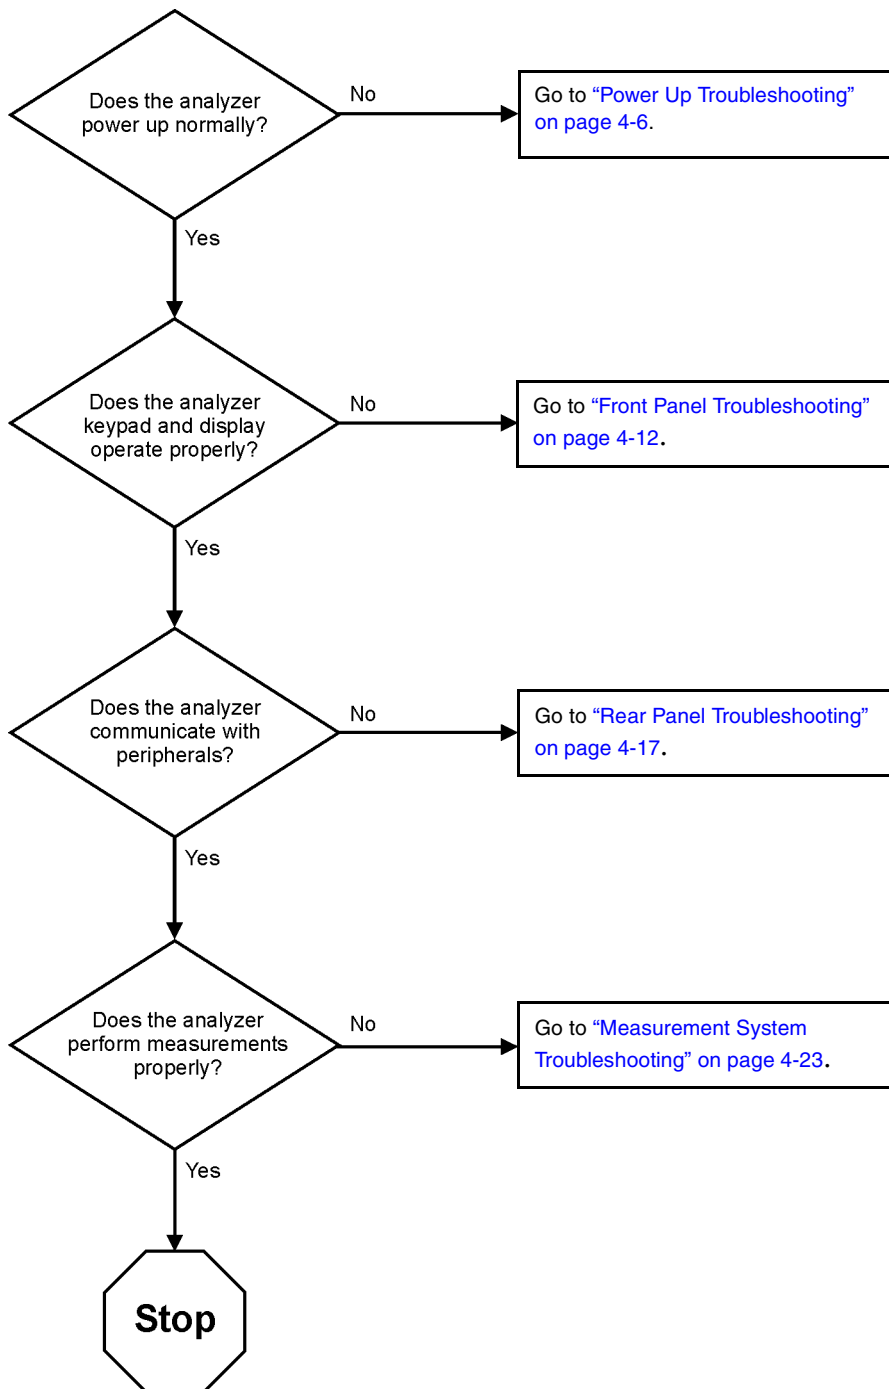 Does the analyzer
power up normally?
No
Go to “Power Up Troubleshooting”
on page 4-6.
Yes
Does the analyzer
keypad and display
operate properly?
No
Go to “Front Panel Troubleshooting”
on page 4-12.
Yes
Does the analyzer
communicate with
peripherals?
No
Go to “Rear Panel Troubleshooting”
on page 4-17.
Yes
Does the analyzer
perform measurements
properly?
No
Go to “Measurement System
Troubleshooting” on page 4-23.
Yes
Stop